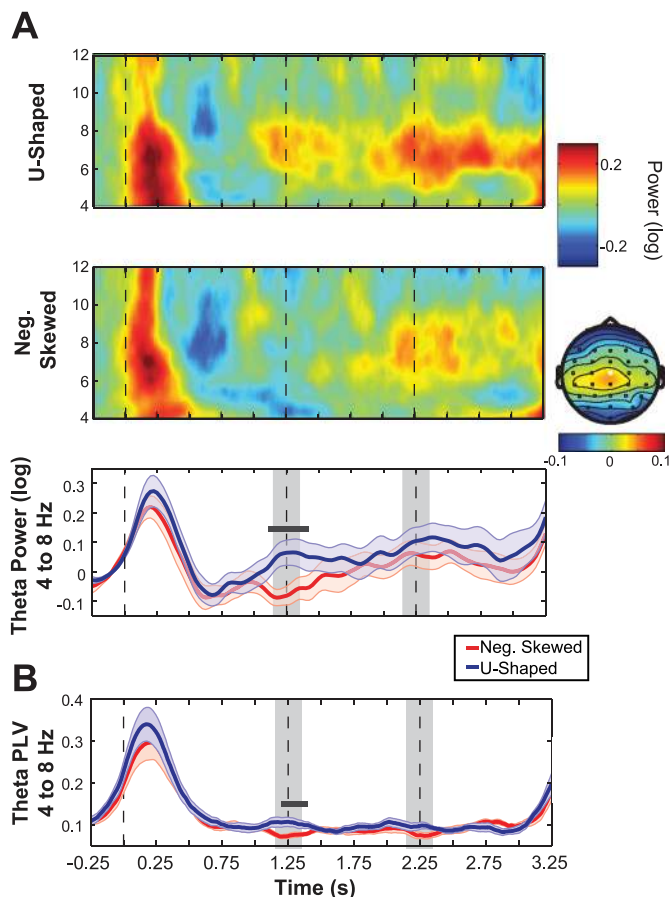 A
U-Shaped
12
10
8
6
4
0.2
-0.2
Power (log)
Neg.
Skewed
12
10
8
6
4
-0.1
0
0.1
Theta Power (log)
4 to 8 Hz
0.3
0.2
0.1
0
-0.1
Neg. Skewed
U-Shaped
B
Theta PLV
4 to 8 Hz
0.4
0.3
0.2
0.1
-0.25
0.25
0.75
1.25
1.75
2.25
2.75
3.25
Time (s)